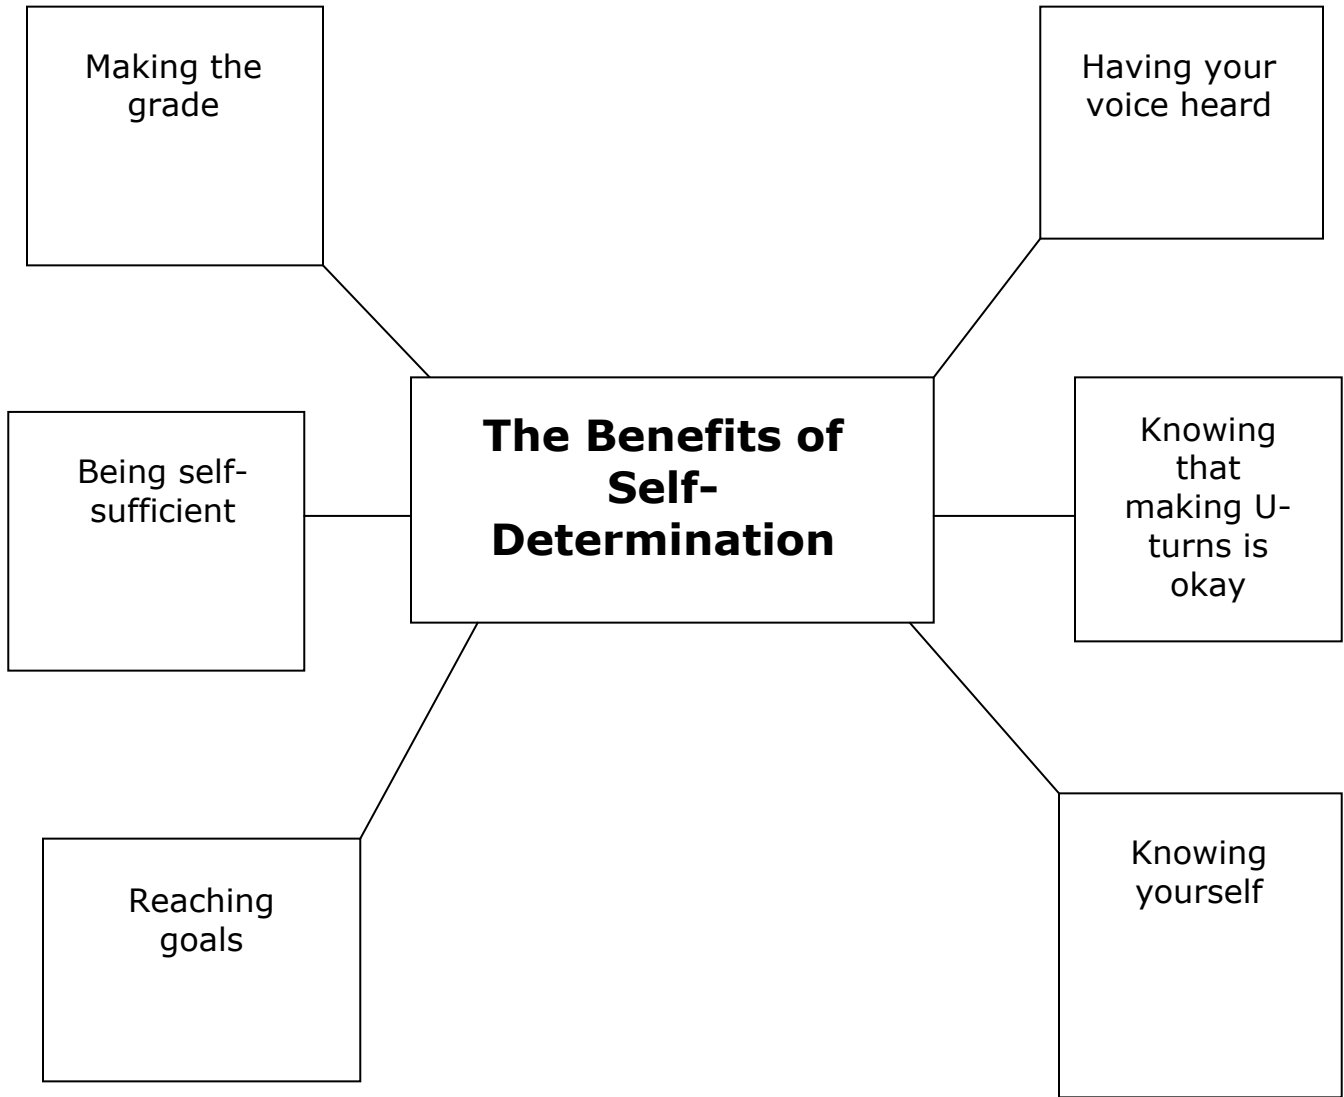 Making the
grade
Having your
voice heard
The Benefits of
Self-
Determination
Being self-
sufficient
Knowing
that
making U-
turns is
okay
Reaching
goals
Knowing
yourself